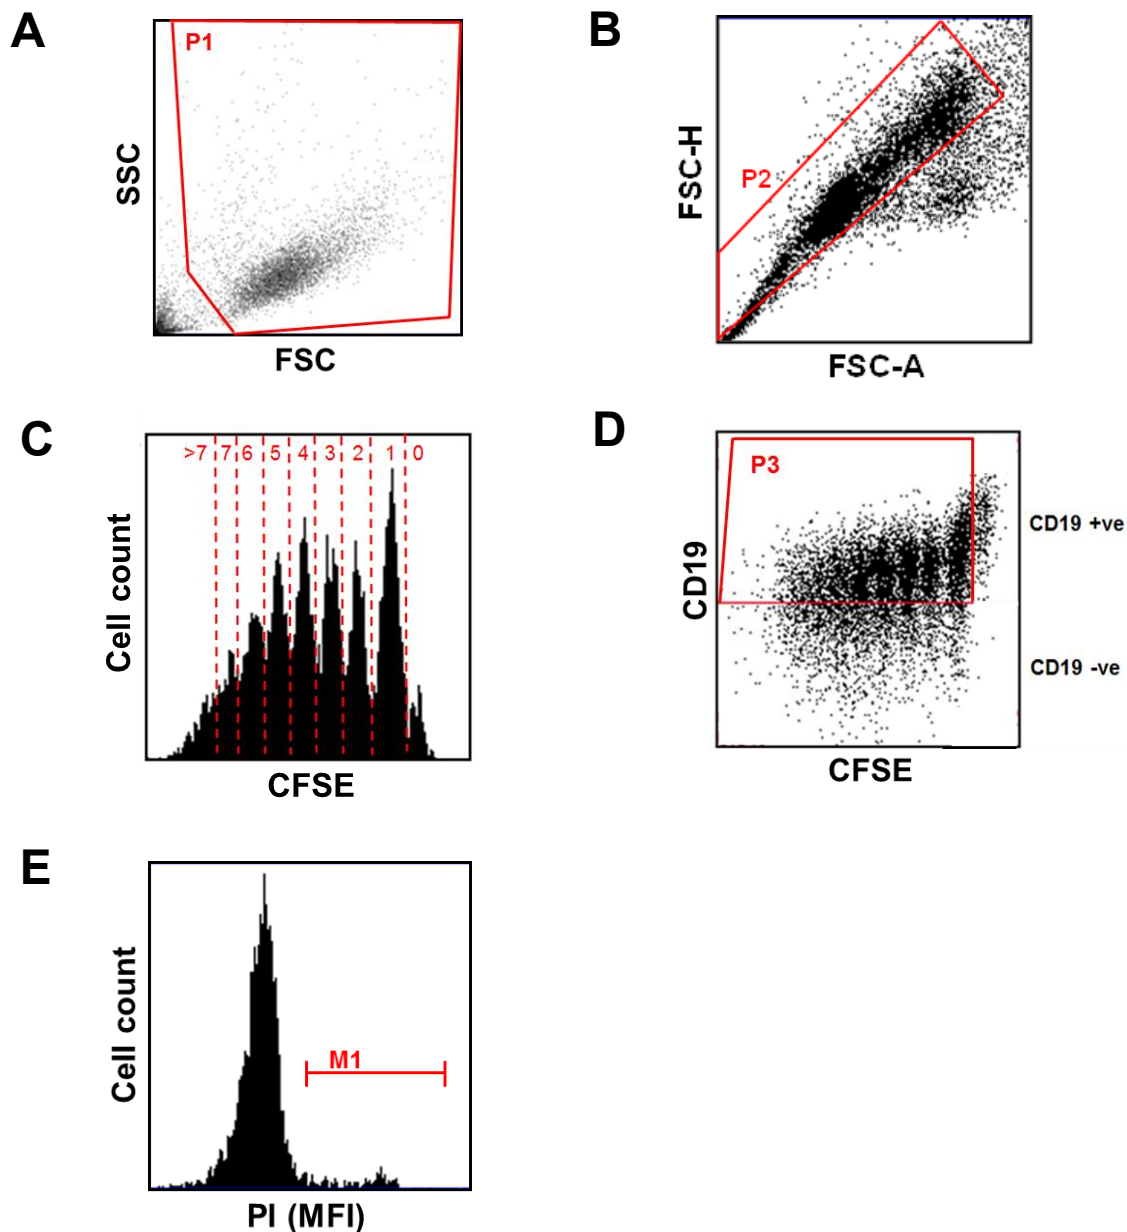 A
P1
SSC
FSC
B
P2
FSC-H
FSC-A
C
>7 7 6 5 4 3 2 1 0
Cell count
CFSE
D
P3
CD19
CD19 +ve
CD19 -ve
CFSE
E
M1
Cell count
PI (MFI)